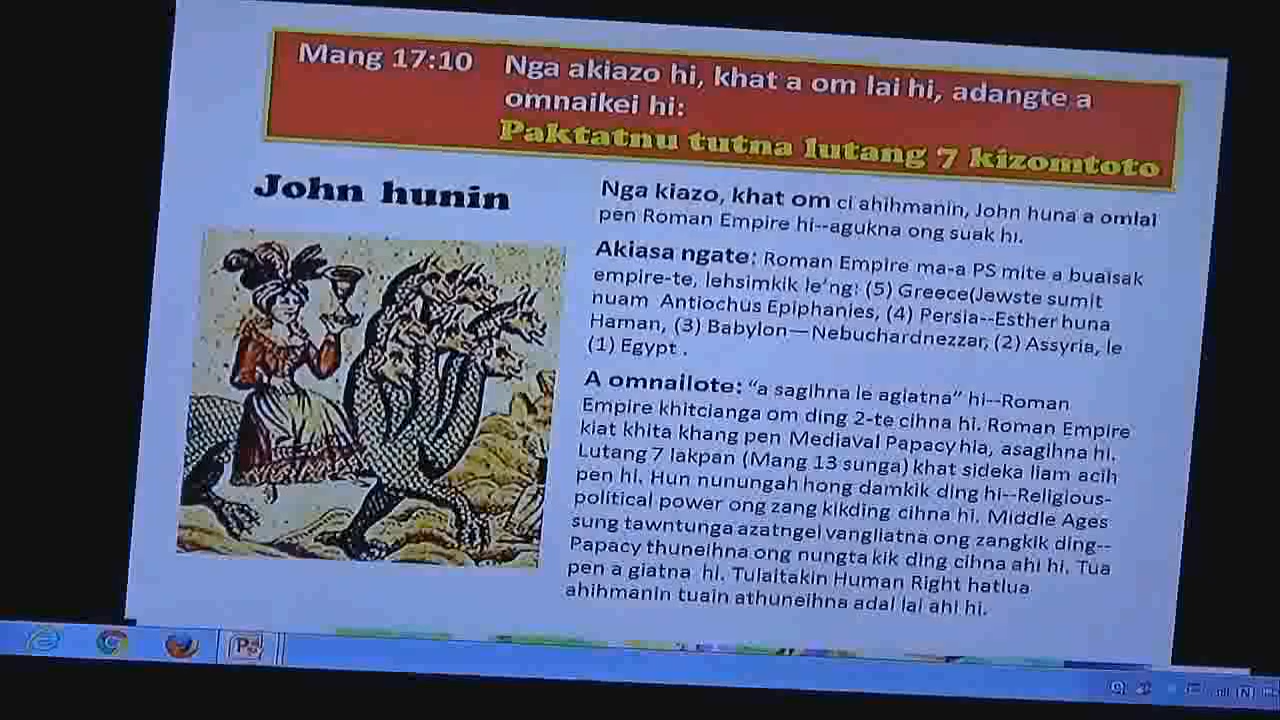 Mang 17:10 Nga akiazo hi, khat a om lai hi, adangte a
omnaikei hi:
Paktatnu tutna lutang 7 kizomtoto
John hunin
Nga kiazo, khat om ci ahihmanin, John huna a omlai
pen Roman Empire hi--agukna ong suak hi.
Akiasa ngate: Roman Empire ma-a PS mite a buaisak
empire-te, lehsimkik le'ng: (5) Greece(Jewste sumit
nuam Antiochus Epiphanies, (4) Persia--Esther huna
Haman, (3) Babylon—Nebuchardnezzar, (2) Assyria, le
(1) Egypt .
A omnailote: “a sagihna le agiatna” hi--Roman
Empire khitcianga om ding 2-te cihna hi. Roman Empire
kiat khita khang pen Mediaval Papacy hia, asagihna hi.
Lutang 7 lakpan (Mang 13 sunga) khat sideka liam acih
pen hi. Hun nunungah hong damkik ding hi--Religious-
political power ong zang kikding cihna hi. Middle Ages
sung tawntunga azatngei vangliatna ong zangkik ding--
Papacy thuneihna ong nungta kik ding cihna ahi hi. Tua
pen a giatna hi. Tulaitakin Human Right hatlua
ahihmanin tuain athuneihna adal lai ahi hi.